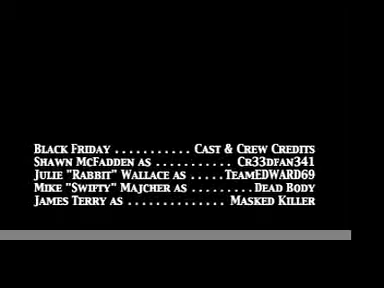 Black Friday . . . . . . . . . . . Cast & Crew Credits
Shawn McFadden as . . . . . . . . . . . Cr33dfan341
Julie "Rabbit" Wallace as . . . . . TeamEDWARD69
Mike "Swifty" Majcher as . . . . . . . . . Dead Body
James Terry as . . . . . . . . . . . . . . Masked Killer